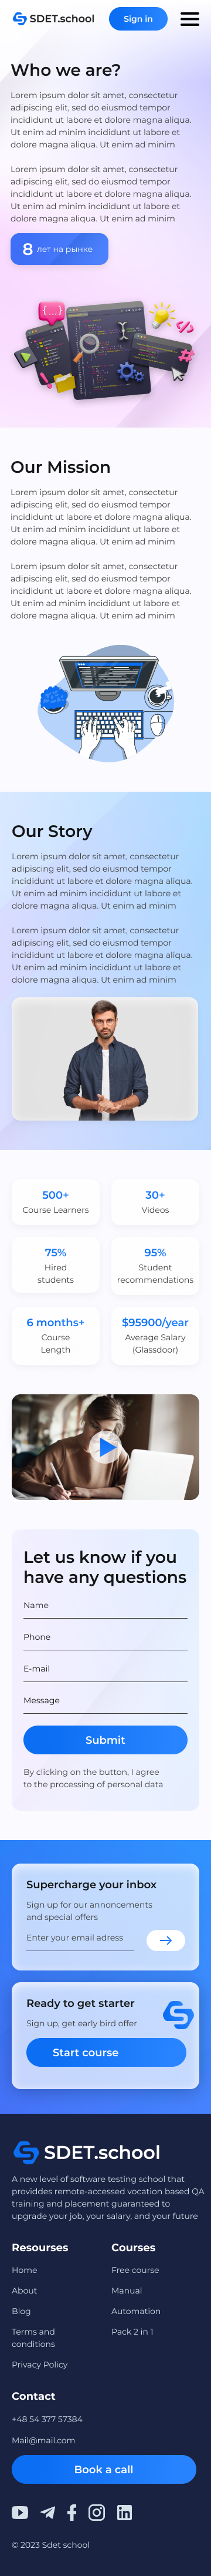 SDET.school
Sign in
Who we are?
Lorem ipsum dolor sit amet, consectetur
adipiscing elit, sed do eiusmod tempor
incididunt ut labore et dolore magna aliqua.
Ut en ad minim incididunt ut labore et
dolore magna aliqua. Ut enim ad minim
Lorem ipsum dolor sit amet, consectetur
adipiscing elit, sed do eiusmod tempor
incididunt ut labore et dolore magna aliqua.
Ut en ad minim incididunt ut labore et
dolore magna aliqua. Ut enim ad minim
8 лет на рынке
Our Mission
Lorem ipsum dolor sit amet, consectetur
adipiscing elit, sed do eiusmod tempor
incididunt ut labore et dolore magna aliqua.
Ut enim ad minim incididunt ut labore et
dolore magna aliqua. Ut enim ad minim
Lorem ipsum dolor sit amet, consectetur
adipiscing elit, sed do eiusmod tempor
incididunt ut labore et dolore magna aliqua.
Ut enim ad minim incididunt ut labore et
dolore magna aliqua. Ut enim ad minim
Our Story
Lorem ipsum dolor sit amet, consectetur
adipiscing elit, sed do eiusmod tempor
incididunt ut labore et dolore magna aliqua.
Ut enim ad minim incididunt ut labore et
dolore magna aliqua. Ut enim ad minim
Lorem ipsum dolor sit amet, consectetur
adipiscing elit, sed do eiusmod tempor
incididunt ut labore et dolore magna aliqua.
Ut enim ad minim incididunt ut labore et
dolore magna aliqua. Ut enim ad minim
500+
Course Learners
30+
Videos
75%
Hired
students
95%
Student
recommendations
6 months+
Course
Length
$95900/year
Average Salary
(Glassdoor)
Let us know if you
have any questions
Name
Phone
E-mail
Message
Submit
By clicking on the button, I agree
to the processing of personal data
Supercharge your inbox
Sign up for our annoncements
and special offers
Enter your email adress
Ready to get starter
Sign up, get early bird offer
Start course
SDET.school
A new level of software testing school that
providdes remote-accessed vocation based QA
training and placement guaranteed to
upgrade your job, your salary, and your future
Resourses
Home
About
Blog
Terms and
conditions
Privacy Policy
Courses
Free course
Manual
Automation
Pack 2 in 1
Contact
+48 54 377 57384
Mail@mail.com
Book a call
© 2023 Sdet school